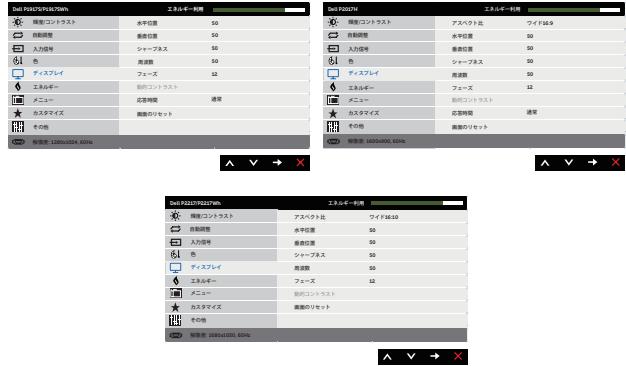 Dell P1917S/P1917SWh エネルギー利用
輝度/コントラスト 水平位置 50
自動調整 垂直位置 50
入力信号 シャープネス 50
色 周波数 50
ディスプレイ フェーズ 12
エネルギー 動的コントラスト
メニュー 応答時間 通常
カスタマイズ 画面のリセット
その他
解像度: 1280x1024, 60Hz
Dell P2017H エネルギー利用
輝度/コントラスト アスペクト比 ワイド16:9
自動調整 水平位置 50
入力信号 垂直位置 50
色 シャープネス 50
ディスプレイ 周波数 50
エネルギー フェーズ 12
メニュー 動的コントラスト
カスタマイズ 応答時間 通常
その他 画面のリセット
解像度: 1600x900, 60Hz
Dell P2217/P2217Wh エネルギー利用
輝度/コントラスト アスペクト比 ワイド16:10
自動調整 水平位置 50
入力信号 垂直位置 50
色 シャープネス 50
ディスプレイ 周波数 50
エネルギー フェーズ 12
メニュー 動的コントラスト
カスタマイズ 画面のリセット
その他
解像度: 1680x1050, 60Hz